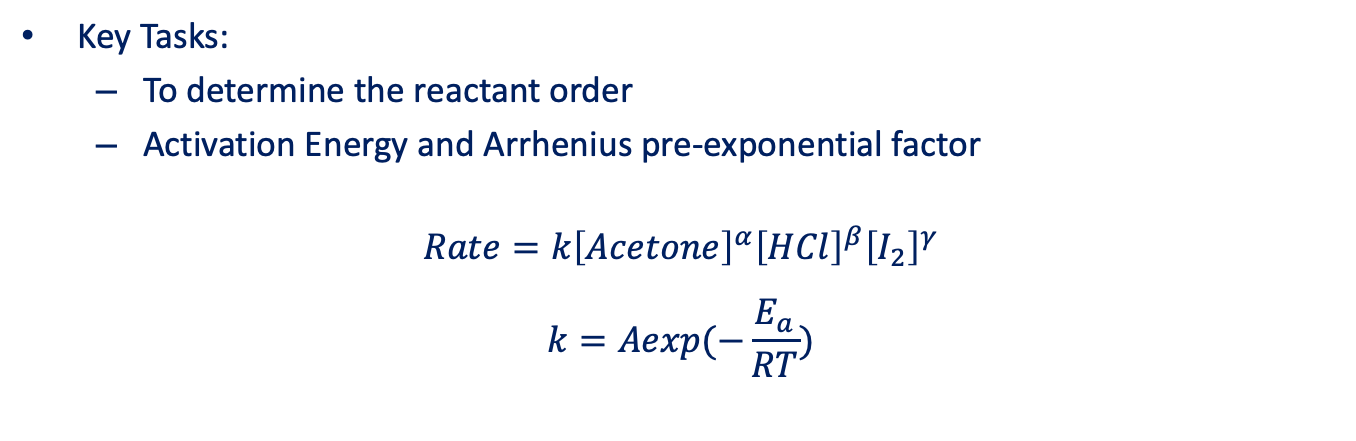 • Key Tasks:
– To determine the reactant order
– Activation Energy and Arrhenius pre-exponential factor
Rate = k[Acetone]^α[HCl]^β[I₂]^γ
k = Aexp(−E_a/RT)